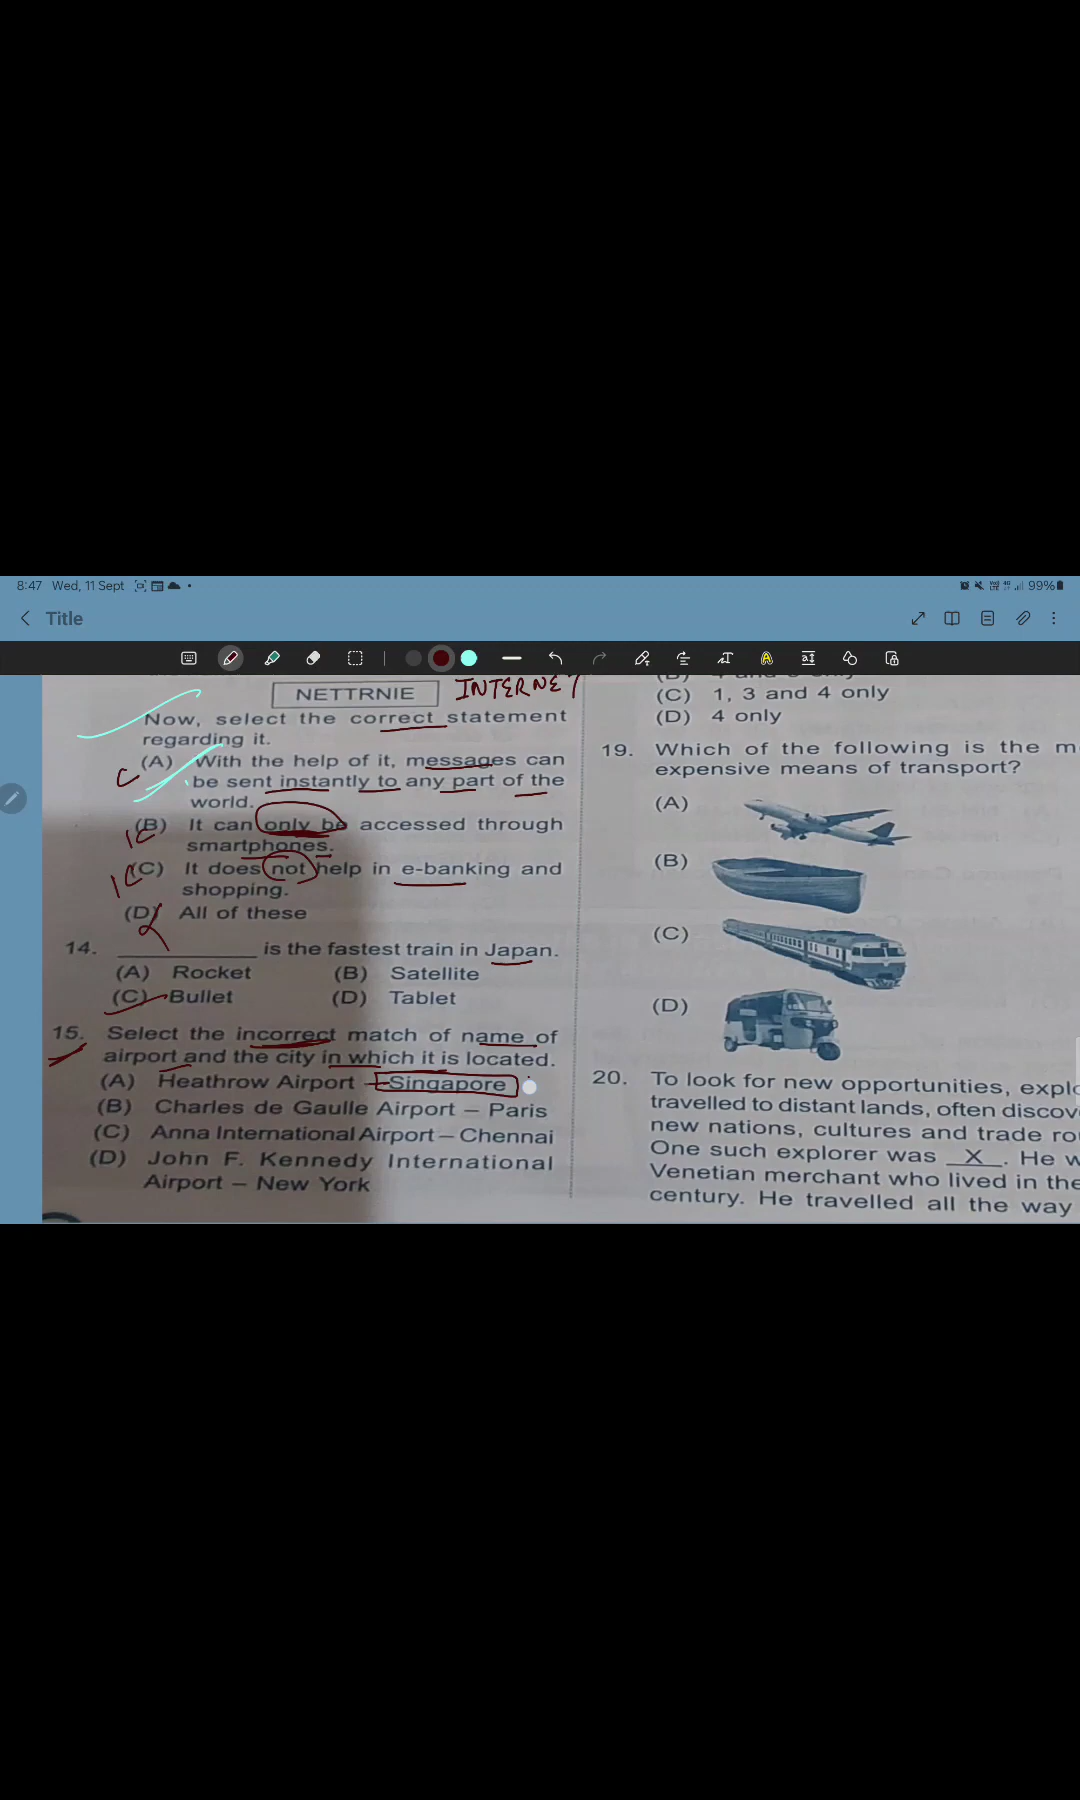 8:47 Wed, 11 Sept
99%
Title
NETTRNIE
INTERNET
Now, select the correct statement
regarding it.
(A) With the help of it, messages can
be sent instantly to any part of the
world.
C
(B) It can only be accessed through
smartphones.
IC
(C) It does not help in e-banking and
shopping.
IC
(D) All of these
14. ____________ is the fastest train in Japan.
(A) Rocket (B) Satellite
(C) Bullet (D) Tablet
15. Select the incorrect match of name of
airport and the city in which it is located.
(A) Heathrow Airport – Singapore
(B) Charles de Gaulle Airport – Paris
(C) Anna International Airport – Chennai
(D) John F. Kennedy International
Airport – New York
(C) 1, 3 and 4 only
(D) 4 only
19. Which of the following is the m
expensive means of transport?
(A)
(B)
(C)
(D)
20. To look for new opportunities, explo
travelled to distant lands, often discov
new nations, cultures and trade ro
One such explorer was __X__. He w
Venetian merchant who lived in the
century. He travelled all the way